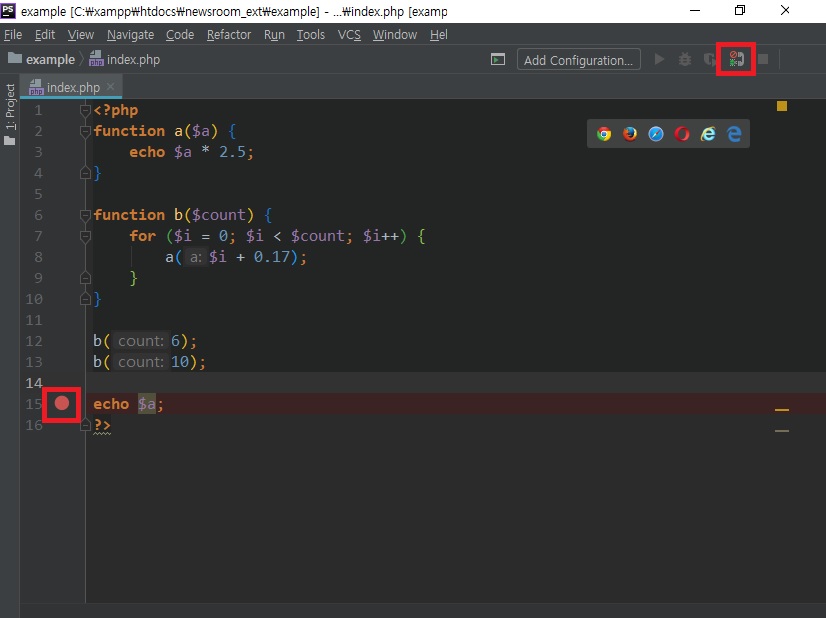 PS example [C:₩xampp₩htdocs₩newsroom_ext₩example] - ...₩index.php [examp
File Edit View Navigate Code Refactor Run Tools VCS Window Hel
example index.php Add Configuration...
index.php
1: Project
1 <?php
2 function a($a) {
3 echo $a * 2.5;
4 }
5
6 function b($count) {
7 for ($i = 0; $i < $count; $i++) {
8 a( a: $i + 0.17);
9 }
10 }
11
12 b( count: 6);
13 b( count: 10);
14
15 echo $a;
16 ?>